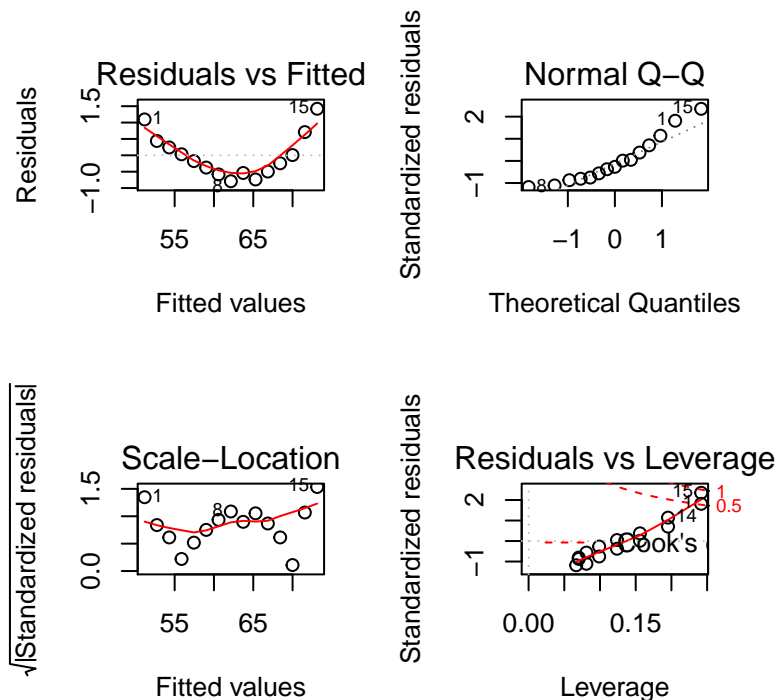 Residuals vs Fitted
Residuals
1.5
−1.0
1
8
15
55
65
Fitted values
Normal Q−Q
Standardized residuals
2
−1
8
1
15
−1
0
1
Theoretical Quantiles
Scale−Location
√|Standardized residuals|
1.5
0.0
1
8
15
55
65
Fitted values
Residuals vs Leverage
Standardized residuals
2
−1
15
1
14
1
0.5
Cook's
0.00
0.15
Leverage